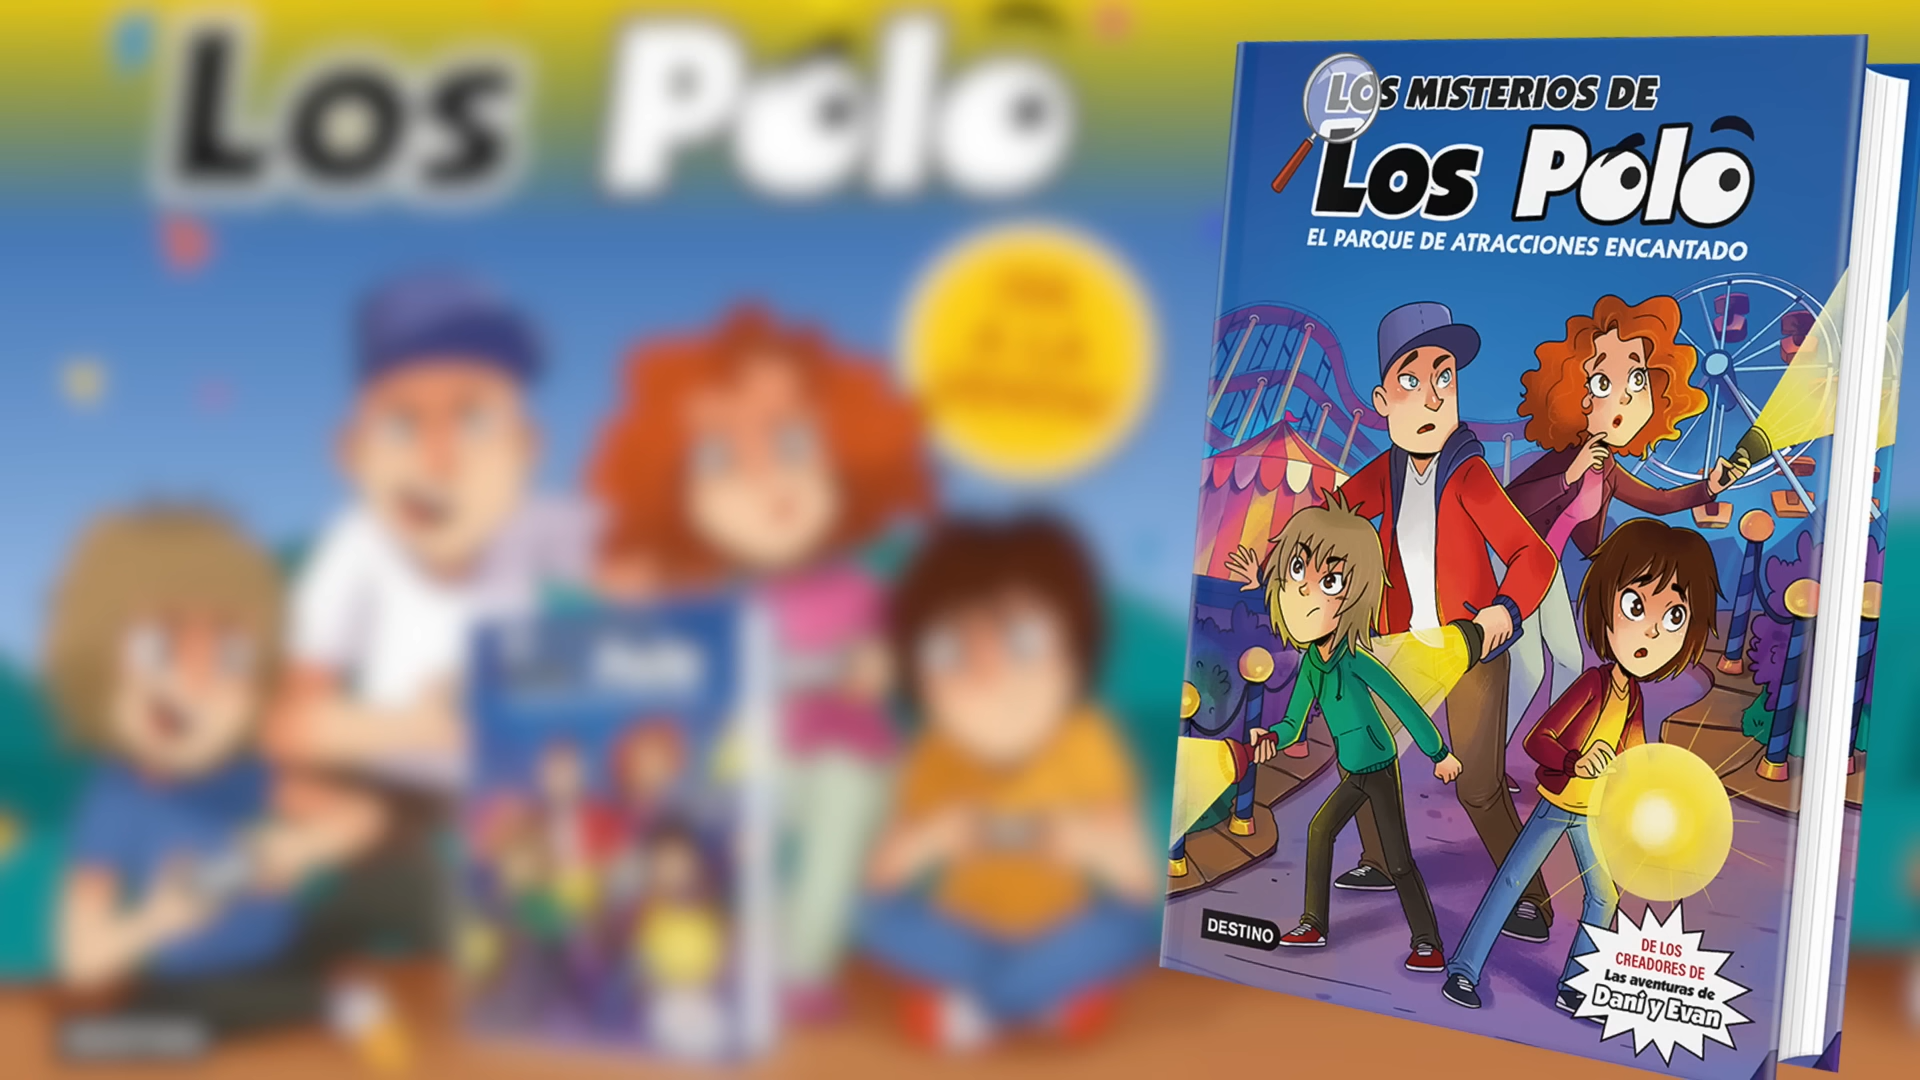 Los Polo
LOS MISTERIOS DE
Los Polo
EL PARQUE DE ATRACCIONES ENCANTADO
DESTINO
DE LOS
CREADORES DE
Las aventuras de
Dani y Evan